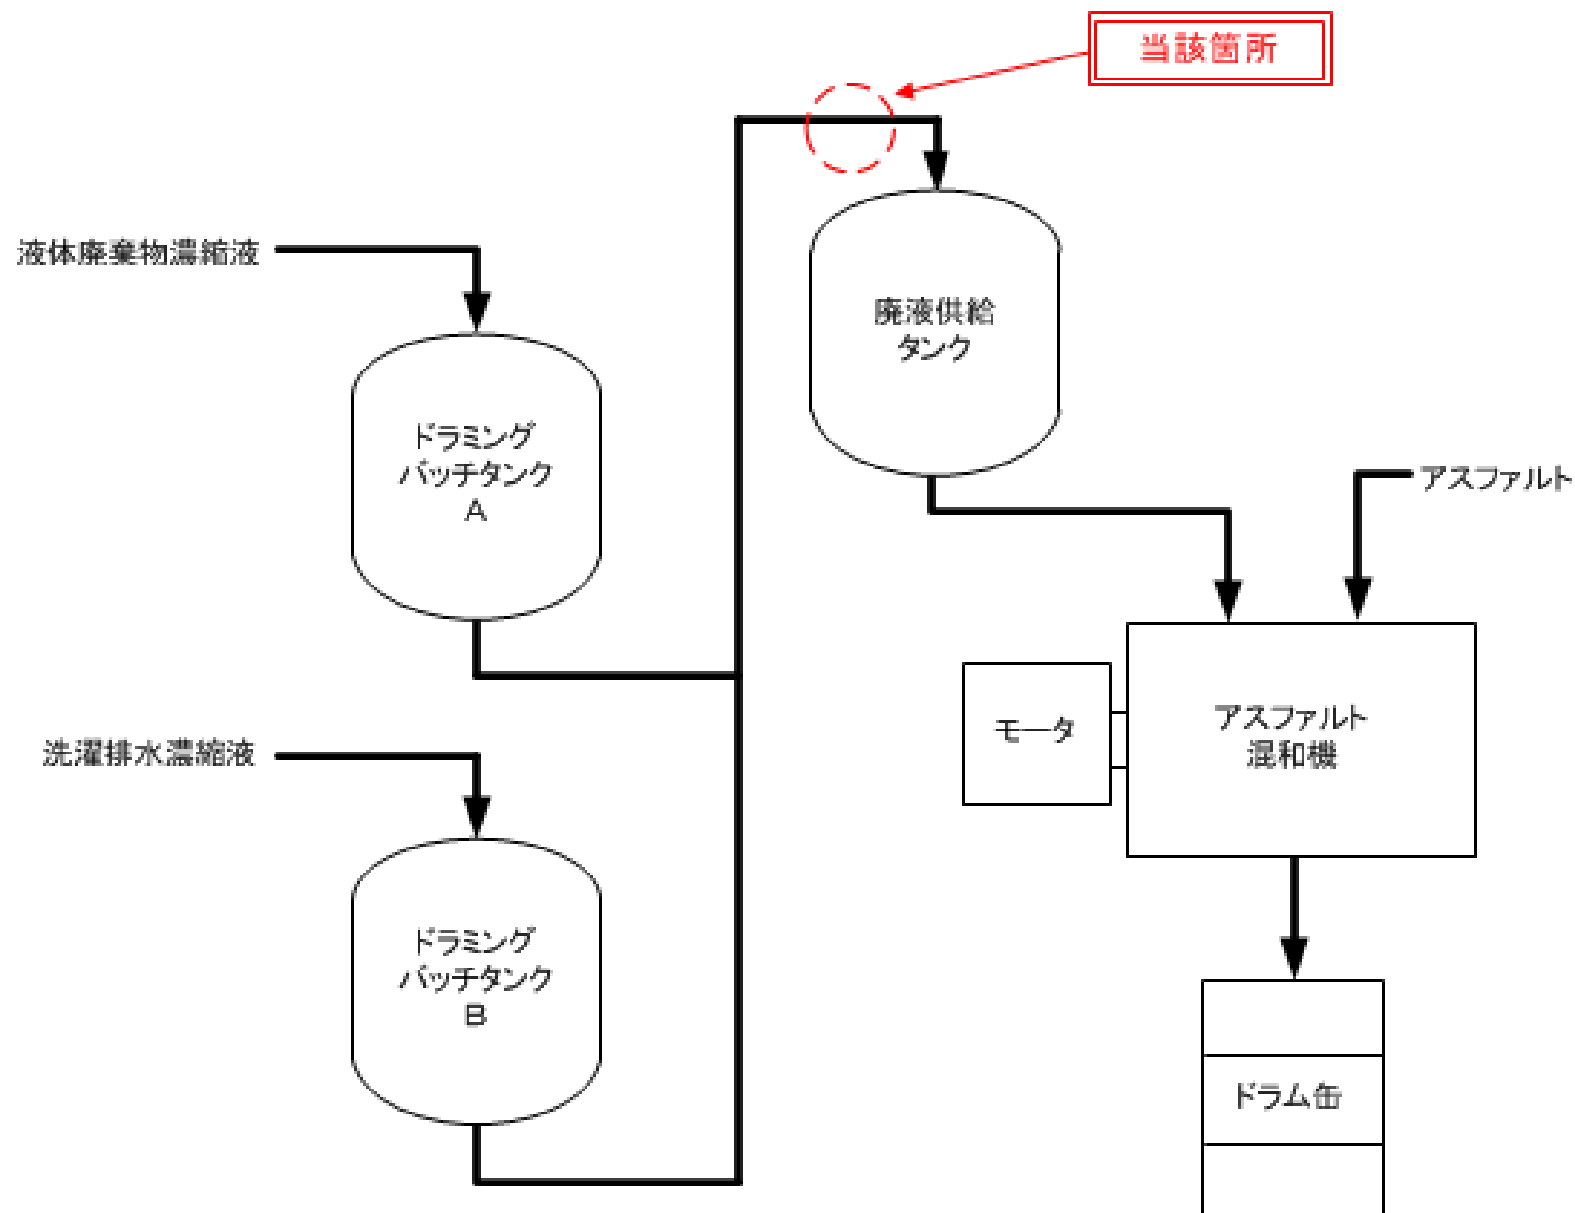 当該箇所
液体廃棄物濃縮液
廃液供給
タンク
ドラミング
バッチタンク
A
アスファルト
洗濯排水濃縮液
モータ
アスファルト
混和機
ドラミング
バッチタンク
B
ドラム缶